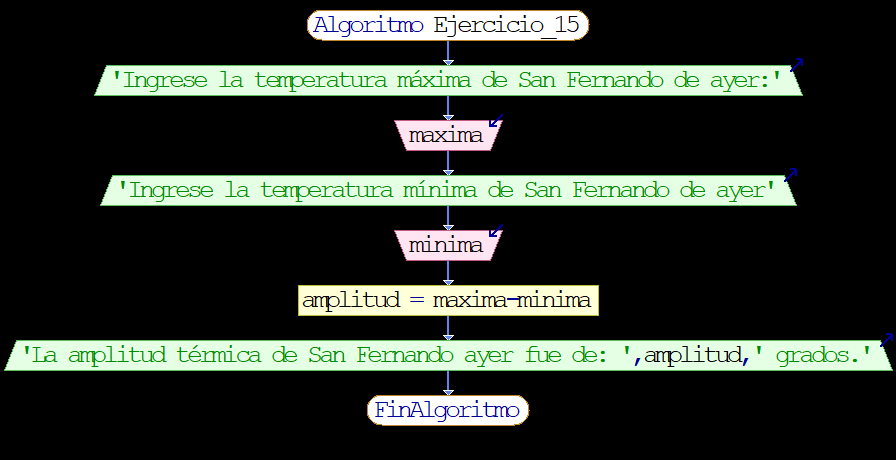 Algoritmo Ejercicio_15
'Ingrese la temperatura máxima de San Fernando de ayer:'
maxima
'Ingrese la temperatura mínima de San Fernando de ayer'
minima
amplitud = maxima-minima
'La amplitud térmica de San Fernando ayer fue de: ',amplitud,' grados.'
FinAlgoritmo